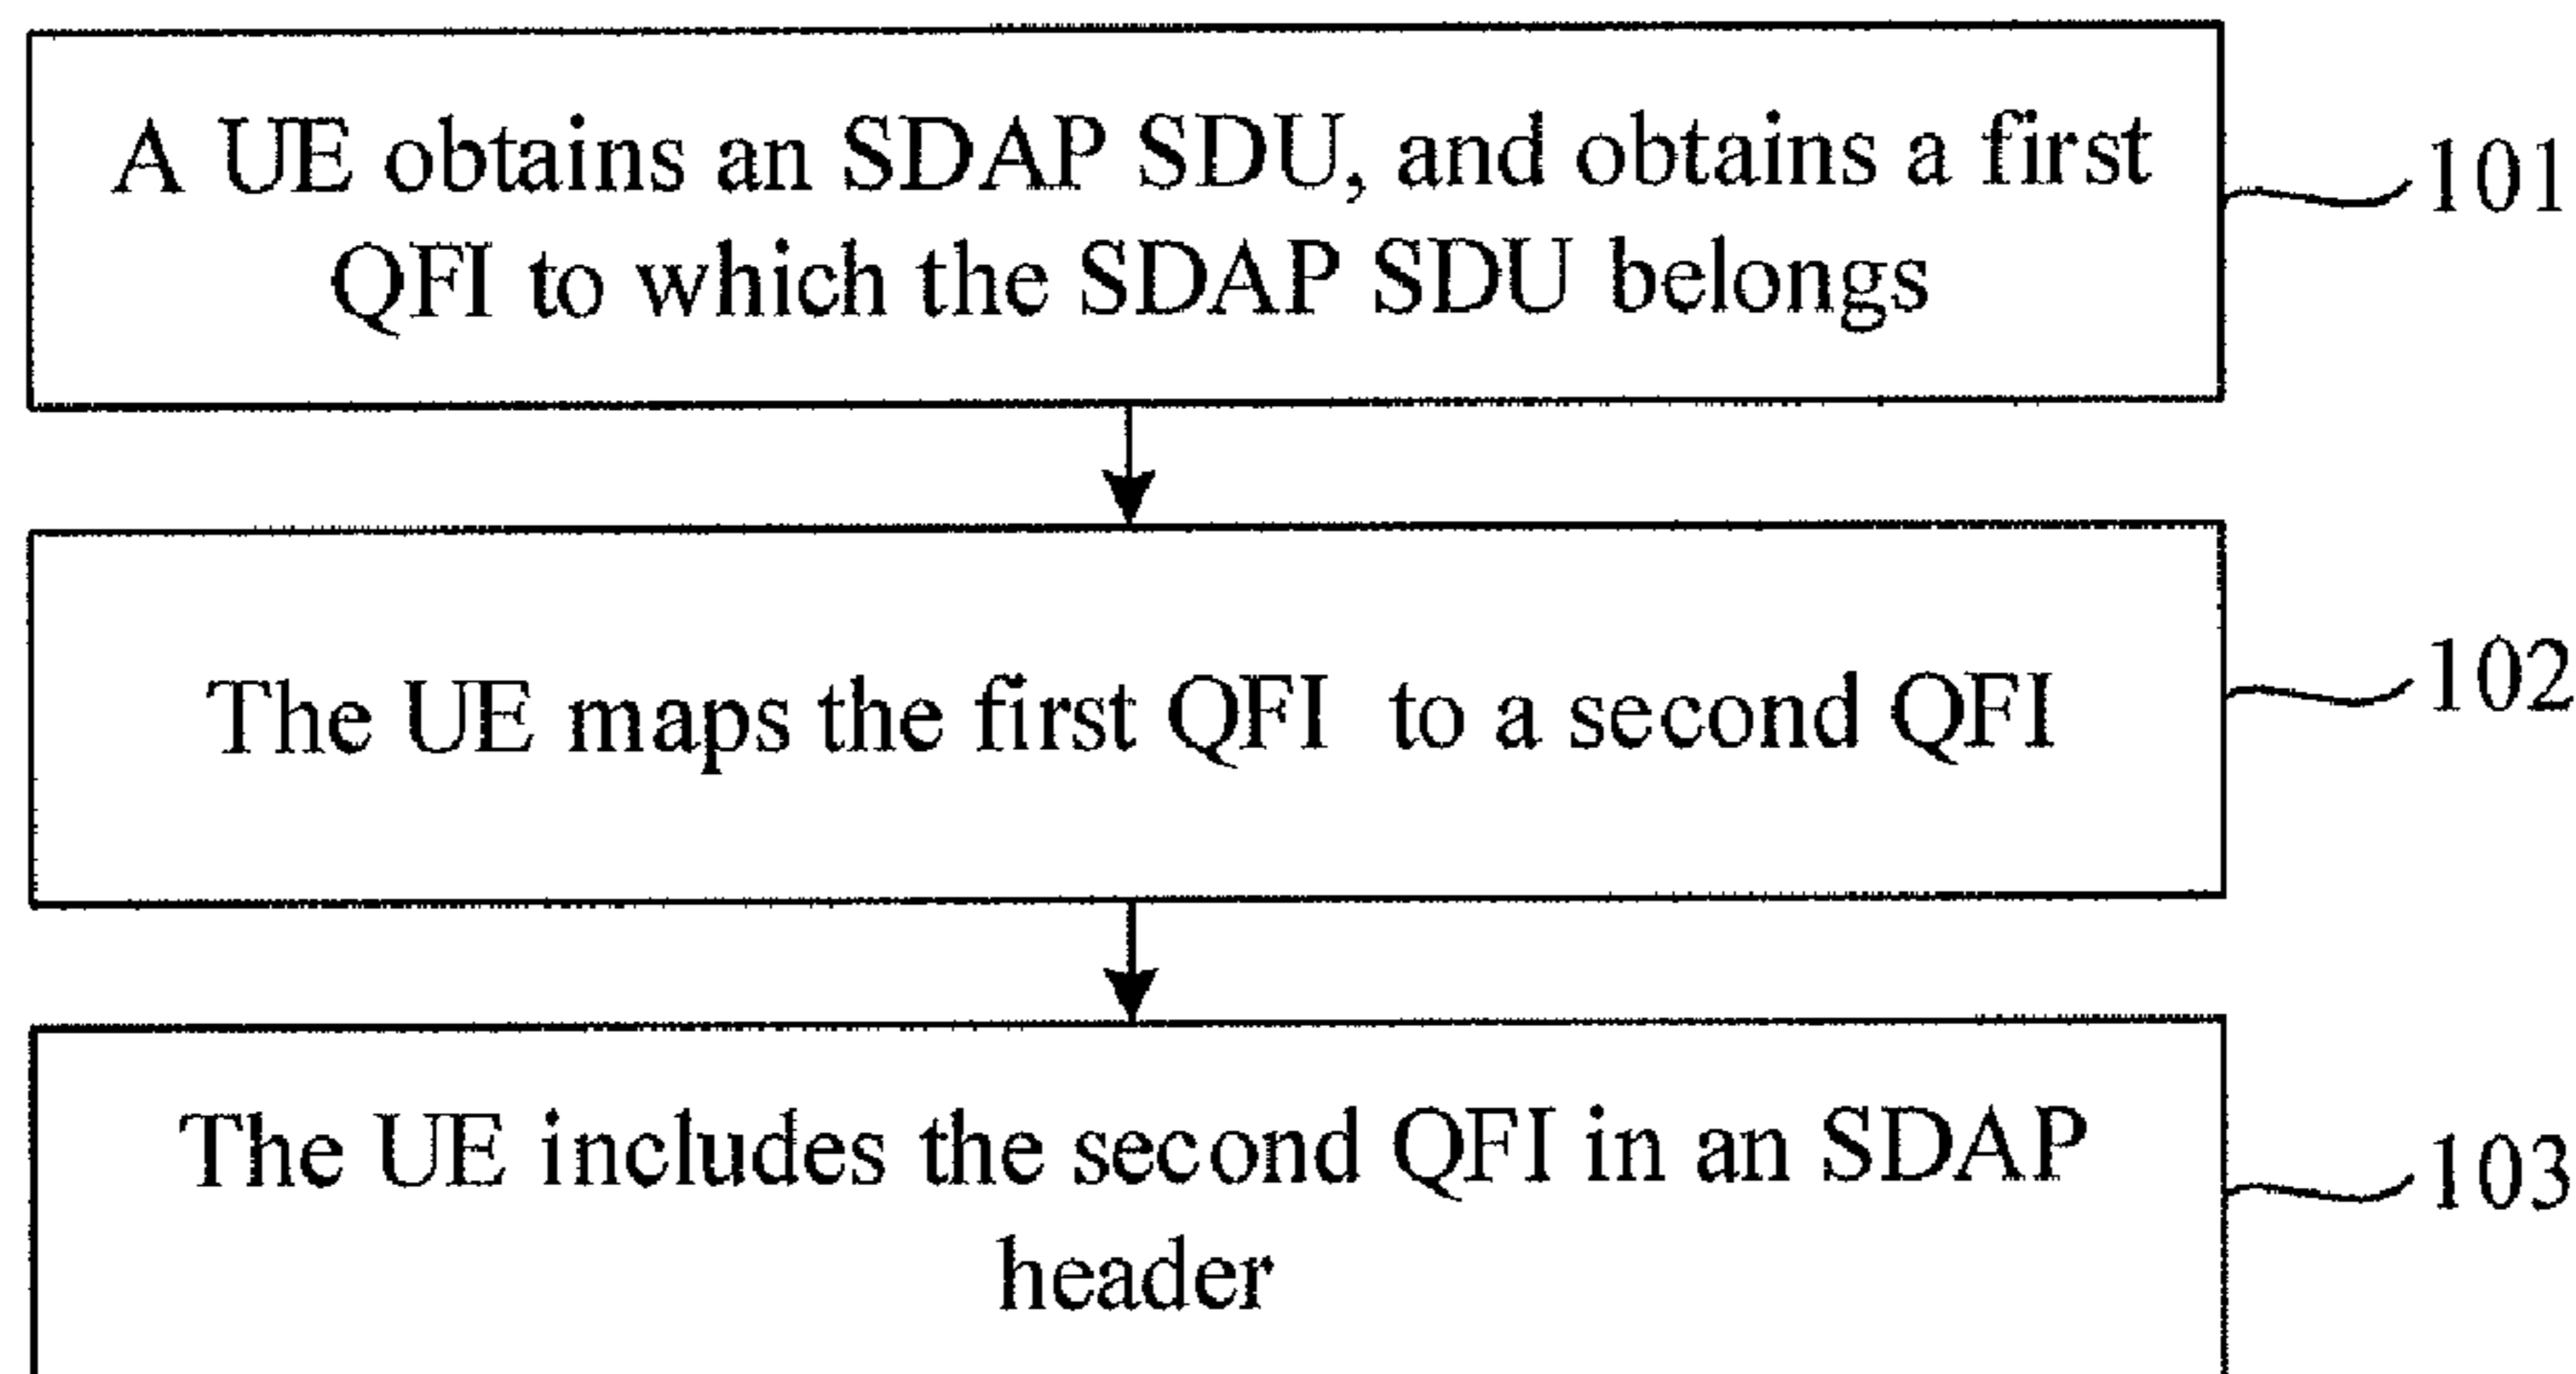 A UE obtains an SDAP SDU, and obtains a first
QFI to which the SDAP SDU belongs
101
The UE maps the first QFI to a second QFI
102
The UE includes the second QFI in an SDAP
header
103